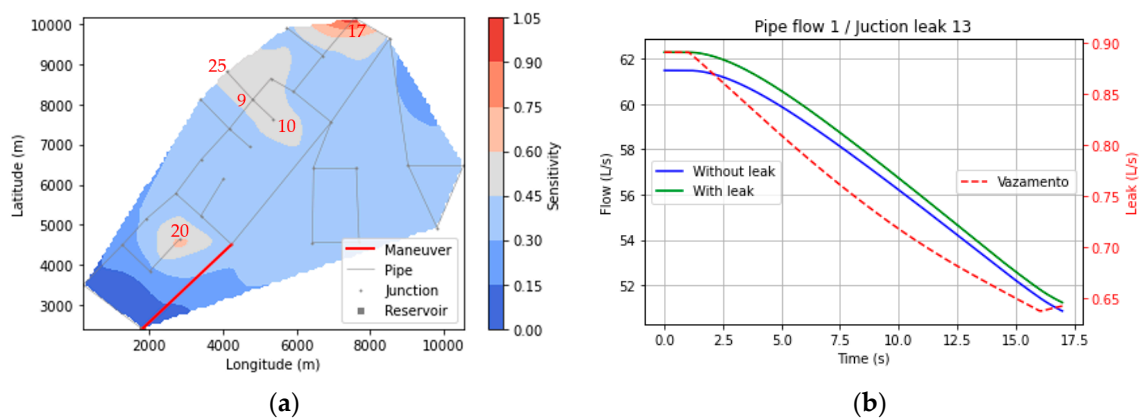 10000
9000
8000
7000
6000
5000
4000
3000
Latitude (m)
2000
4000
6000
8000
10000
Longitude (m)
17
25
9
10
20
Maneuver
Pipe
Junction
Reservoir
1.05
0.90
0.75
0.60
0.45
0.30
0.15
0.00
Sensitivity
(a)
Pipe flow 1 / Juction leak 13
62
60
58
56
54
52
Flow (L/s)
Without leak
With leak
Vazamento
0.90
0.85
0.80
0.75
0.70
0.65
Leak (L/s)
0.0
2.5
5.0
7.5
10.0
12.5
15.0
17.5
Time (s)
(b)